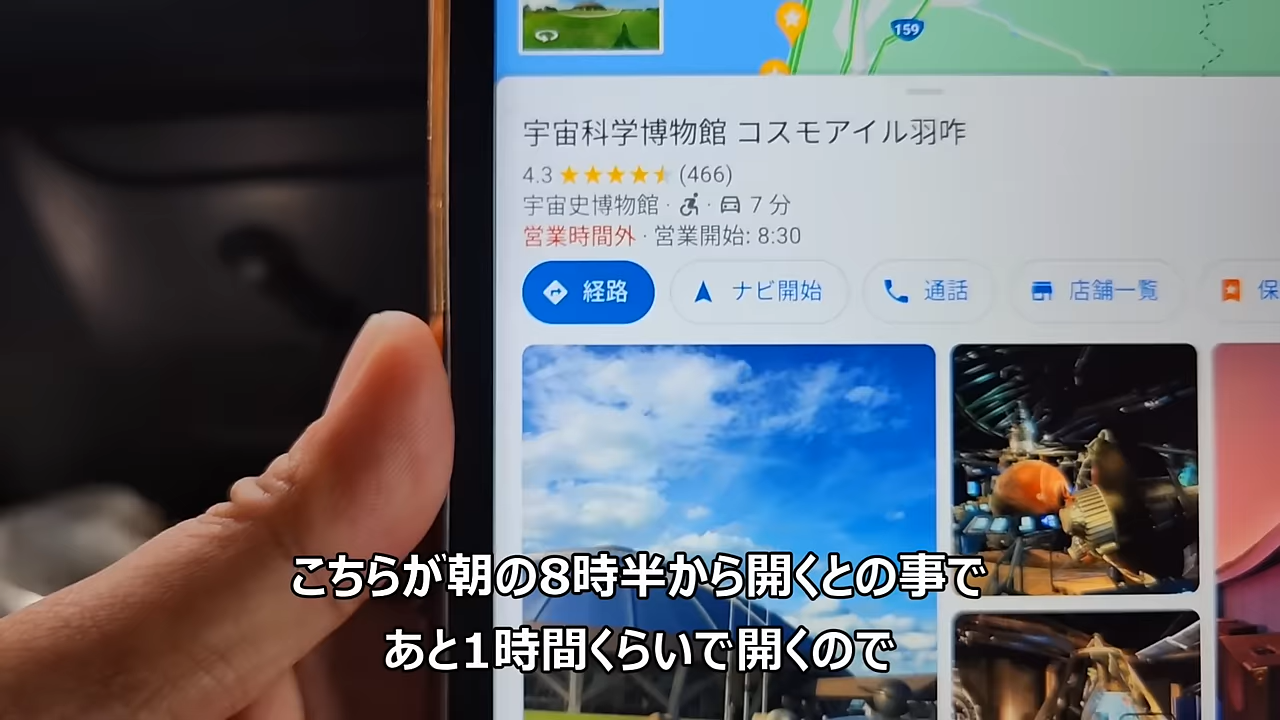 159
宇宙科学博物館 コスモアイル羽咋
4.3 ★★★★★ (466)
宇宙史博物館 · 7 分
営業時間外 · 営業開始: 8:30
経路
ナビ開始
通話
店舗一覧
保
こちらが朝の8時半から開くとの事で
あと1時間くらいで開くので